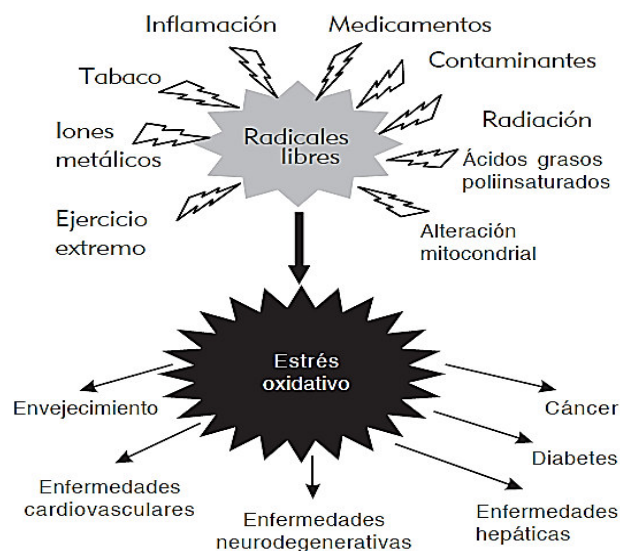 Inflamación
Medicamentos
Tabaco
Contaminantes
Iones
metálicos
Radicales
libres
Radiación
Ácidos grasos
poliinsaturados
Ejercicio
extremo
Alteración
mitocondrial
Estrés
oxidativo
Envejecimiento
Cáncer
Diabetes
Enfermedades
cardiovasculares
Enfermedades
neurodegenerativas
Enfermedades
hepáticas